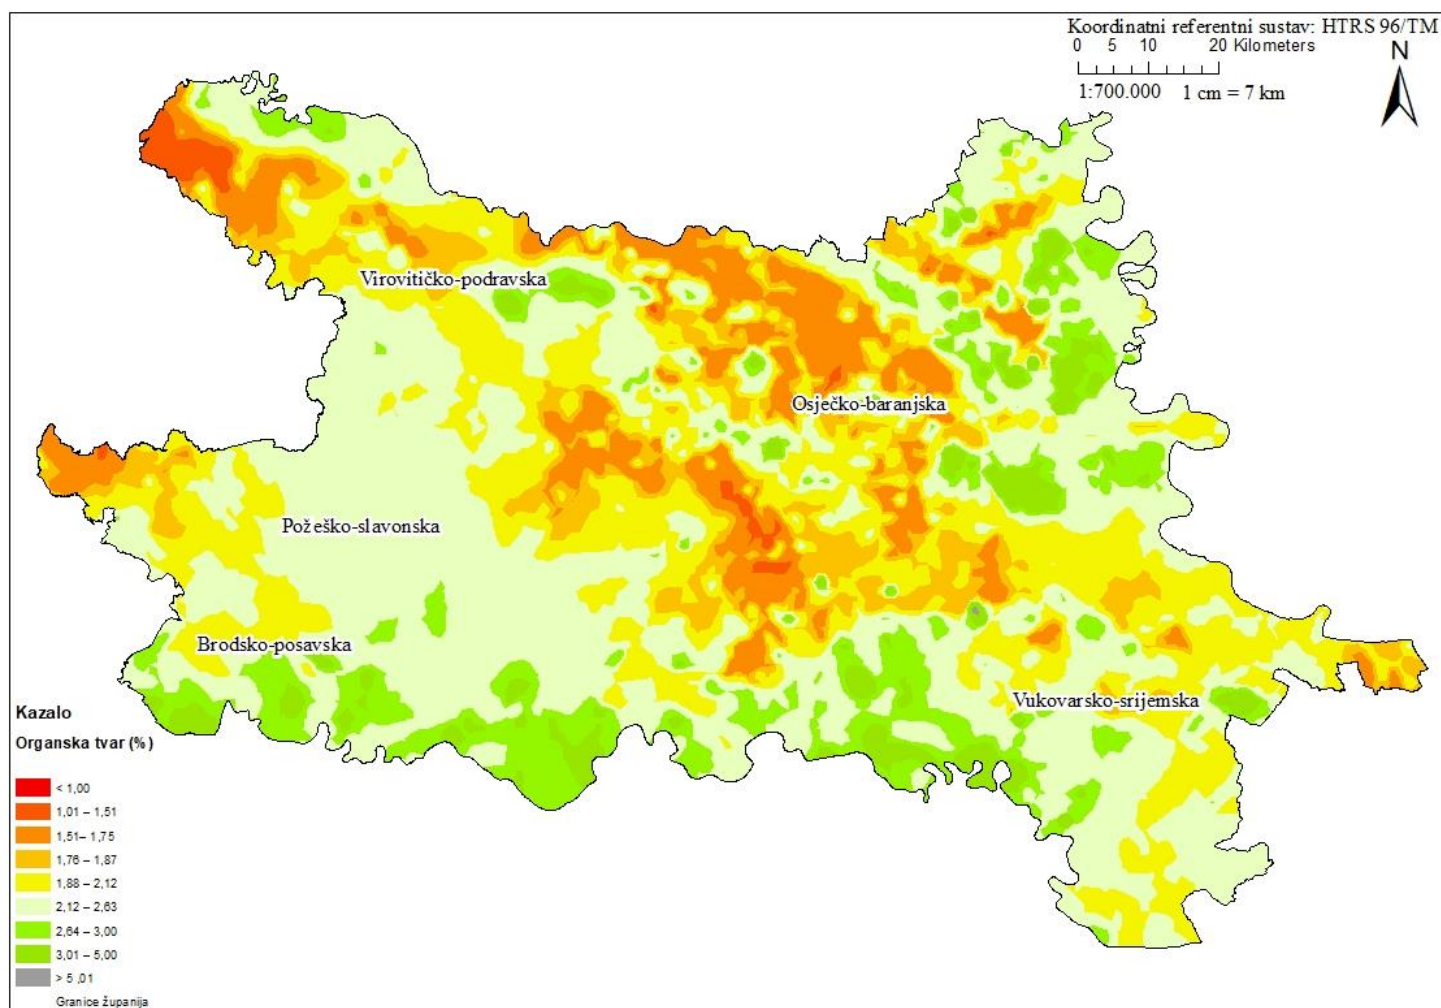 Koordinatni referentni sustav: HTRS 96/TM
0 5 10 20 Kilometers
1:700.000 1 cm = 7 km
N
Virovitičko-podravska
Osječko-baranjska
Požeško-slavonska
Brodsko-posavska
Vukovarsko-srijemska
Kazalo
Organska tvar (%)
< 1,00
1,01 – 1,51
1,51– 1,75
1,76 – 1,87
1,88 – 2,12
2,12 – 2,63
2,64 – 3,00
3,01 – 5,00
> 5 ,01
Granice županija